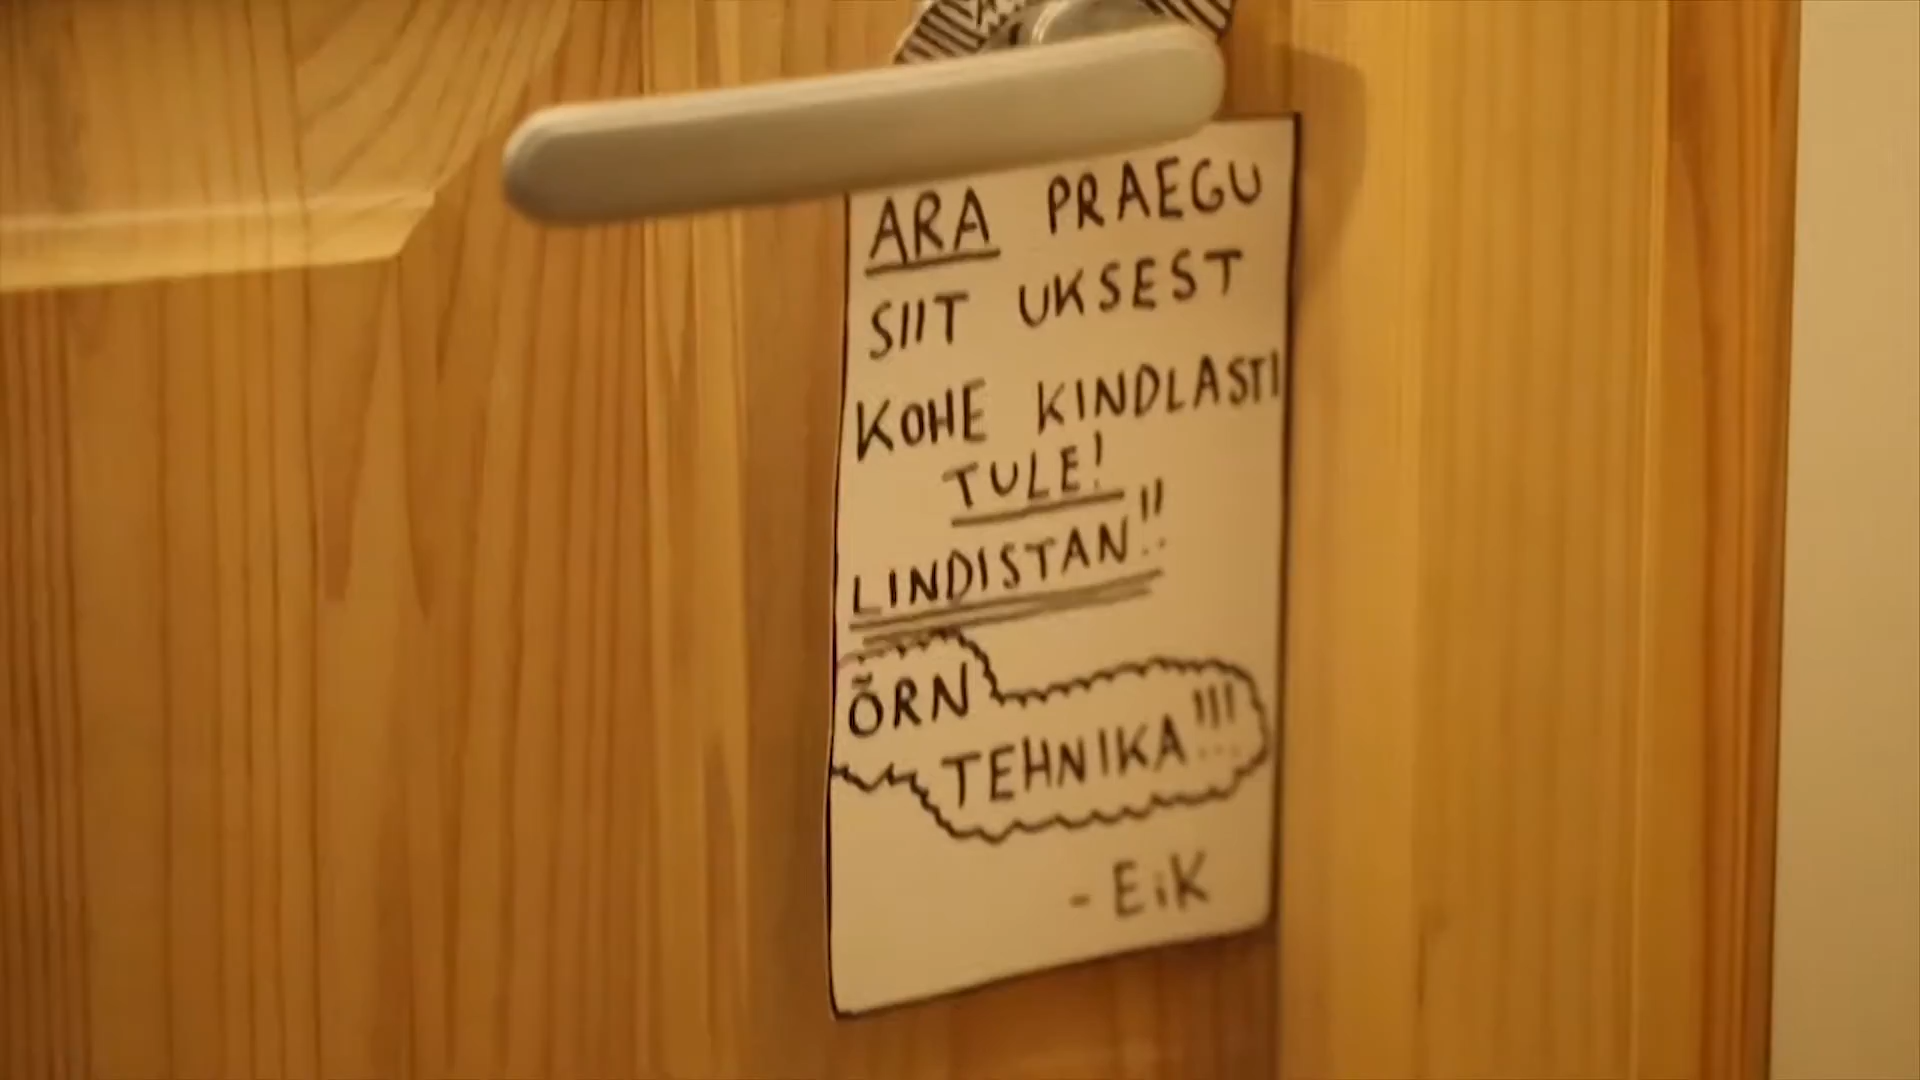 ARA PRAEGU
SIIT UKSEST
KOHE KINDLASTI
TULE!
LINDISTAN!!
ÕRN
TEHNIKA!!!
- EiK